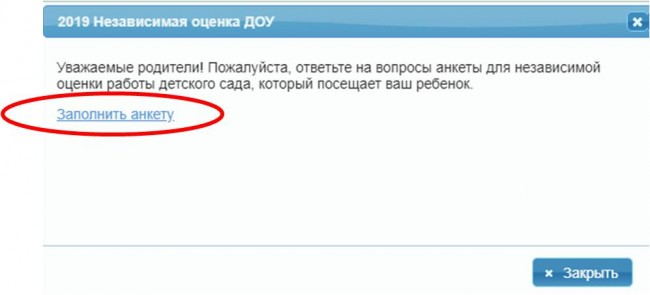 2019 Независимая оценка ДОУ
Уважаемые родители! Пожалуйста, ответьте на вопросы анкеты для независимой
оценки работы детского сада, который посещает ваш ребенок.
Заполнить анкету
Закрыть